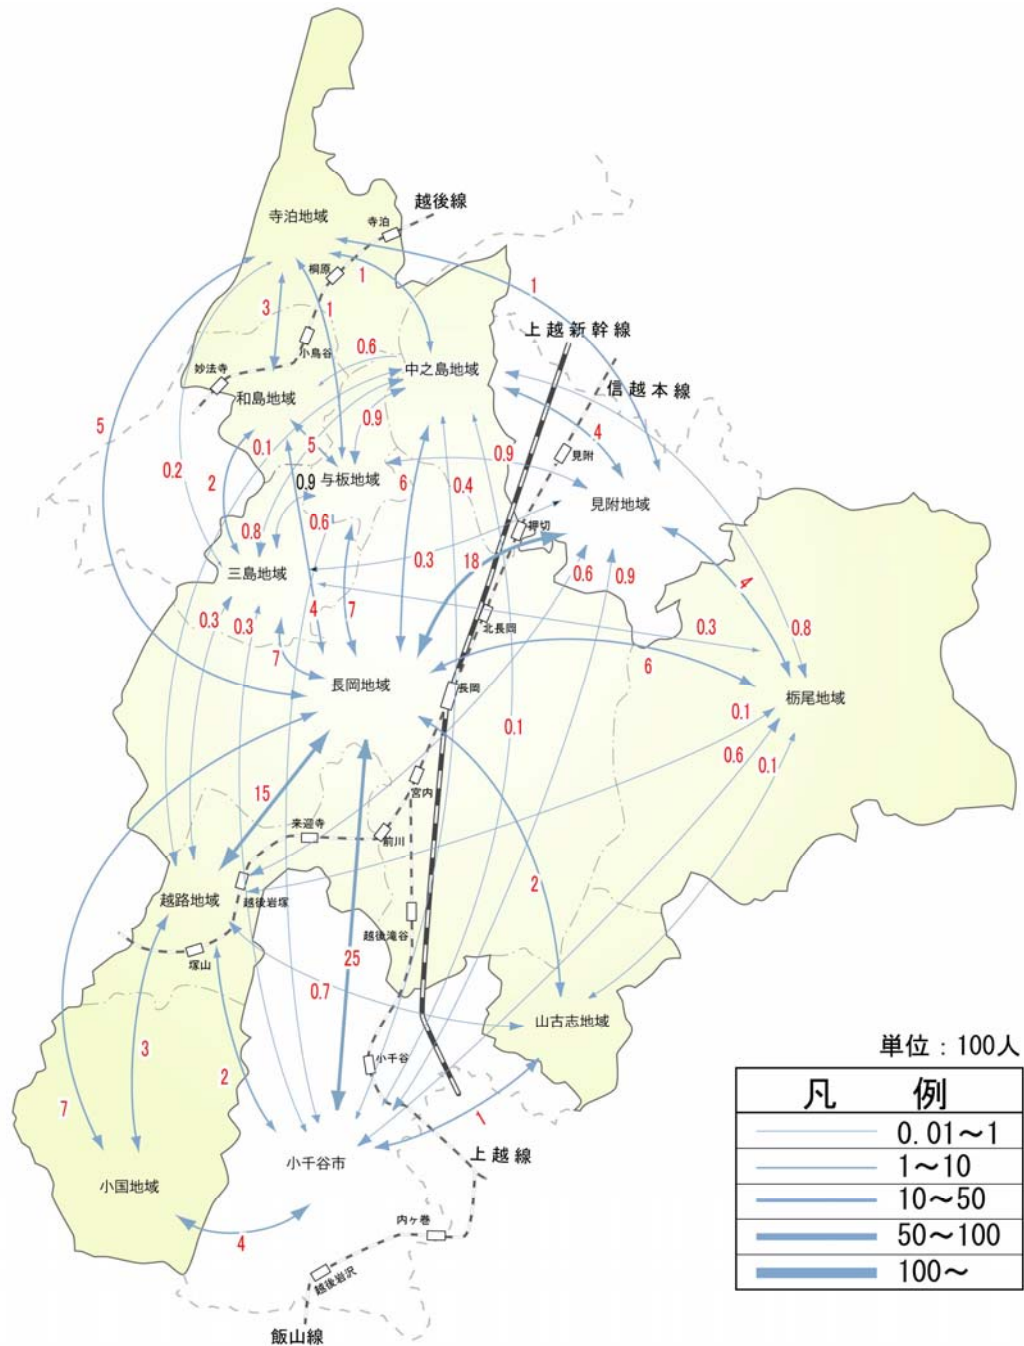 越後線
寺泊
寺泊地域
桐原
1
1
3
1
小鳥谷
0.6
上越新幹線
妙法寺
中之島地域
信越本線
和島地域
5
0.9
4
0.1
5
0.9
見附
0.2
2
0.9
与板地域
6
0.4
見附地域
0.6
0.8
押切
三島地域
0.3
18
0.6
0.9
4
0.3
0.3
4
7
北長岡
0.3
0.8
7
6
長岡地域
長岡
栃尾地域
0.1
0.1
0.6
0.1
宮内
15
来迎寺
前川
2
越路地域
越後岩塚
越後滝谷
塚山
25
0.7
山古志地域
単位：100人
3
2
小千谷
凡例
7
1
0.01～1
小千谷市
上越線
1～10
小国地域
10～50
内ヶ巻
4
50～100
越後岩沢
100～
飯山線